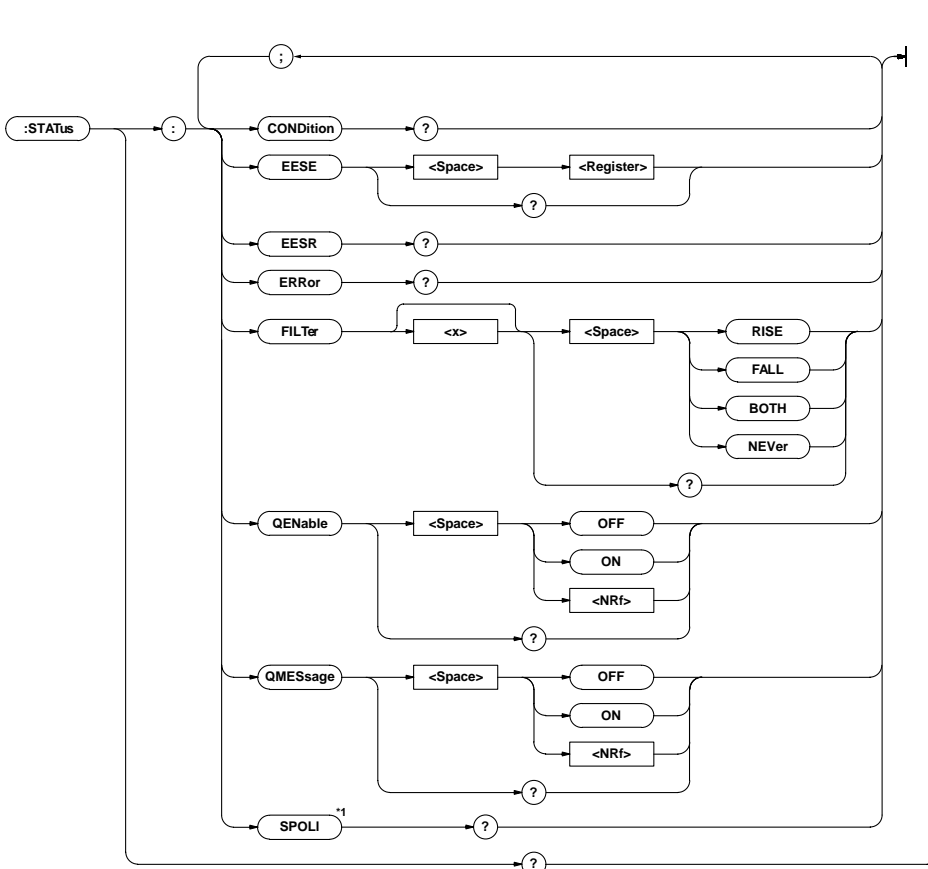 ;
:STATus : CONDition ?
EESE <Space> <Register>
?
EESR ?
ERRor ?
FILTer <x> <Space> RISE
FALL
BOTH
NEVer
?
QENable <Space> OFF
ON
<NRf>
?
QMESsage <Space> OFF
ON
<NRf>
?
SPOLI *1 ?
?